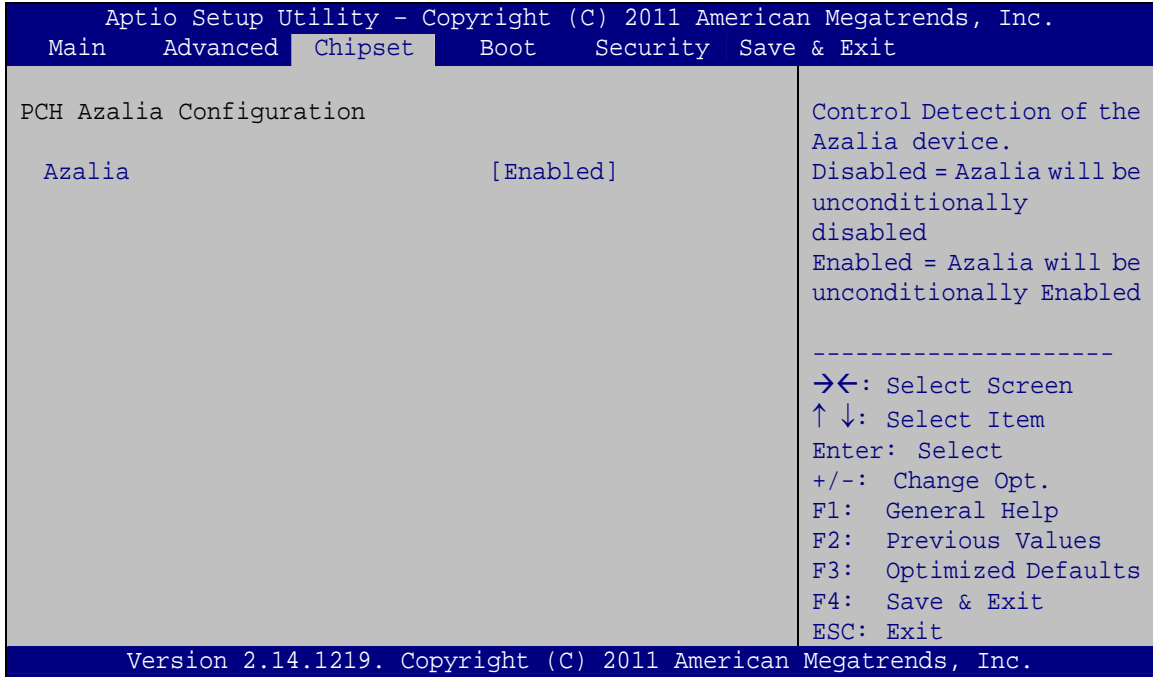 Aptio Setup Utility – Copyright (C) 2011 American Megatrends, Inc.
Main Advanced Chipset Boot Security Save & Exit
PCH Azalia Configuration
Azalia [Enabled]
Control Detection of the
Azalia device.
Disabled = Azalia will be
unconditionally
disabled
Enabled = Azalia will be
unconditionally Enabled
---------------------
→←: Select Screen
↑ ↓: Select Item
Enter: Select
+/-: Change Opt.
F1: General Help
F2: Previous Values
F3: Optimized Defaults
F4: Save & Exit
ESC: Exit
Version 2.14.1219. Copyright (C) 2011 American Megatrends, Inc.